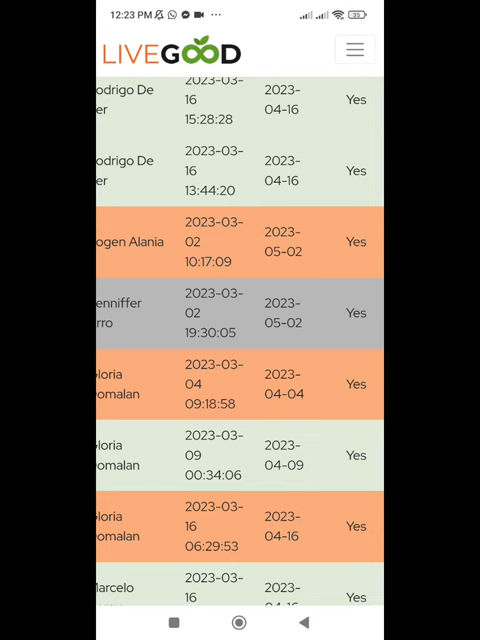 12:23 PM
35
LIVEGOOD
odrigo De
er
2023-03-
16
15:28:28
2023-
04-16
Yes
odrigo De
er
2023-03-
16
13:44:20
2023-
04-16
Yes
ogen Alania
2023-03-
02
10:17:09
2023-
05-02
Yes
enniffer
rro
2023-03-
02
19:30:05
2023-
05-02
Yes
loria
omalan
2023-03-
04
09:18:58
2023-
04-04
Yes
loria
omalan
2023-03-
09
00:34:06
2023-
04-09
Yes
loria
omalan
2023-03-
16
06:29:53
2023-
04-16
Yes
Marcelo
2023-03-
16
2023-
04-16
Yes